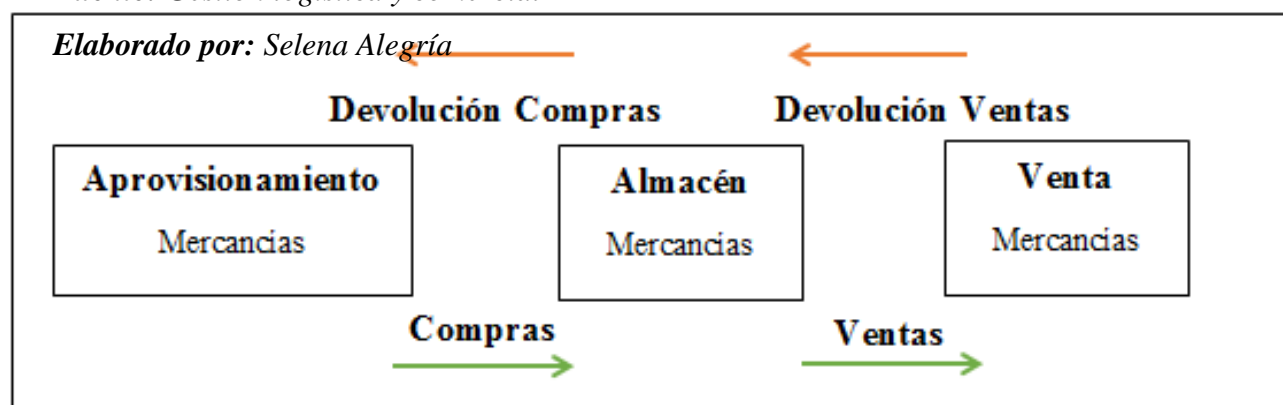 Elaborado por: Selena Alegría
Devolución Compras
Devolución Ventas
Aprovisionamiento
Mercancias
Almacén
Mercancias
Venta
Mercancias
Compras
Ventas